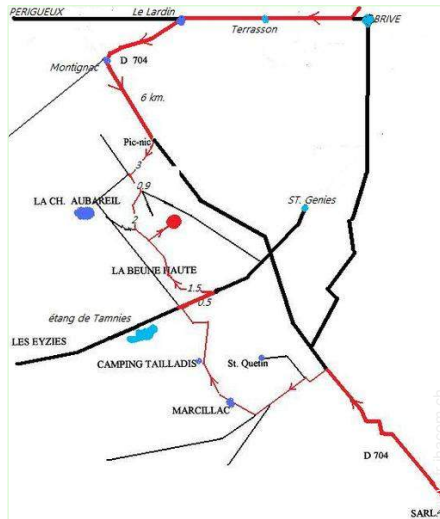 PERIGUEUX
Le Lardin
Terrasson
BRIVE
Montignac
D 704
6 km.
Pic-nic
3
0.9
LA CH. AUBAREIL
ST. Genies
2
LA BEUNE HAUTE
1.5
0.5
étang de Tamnies
LES EYZIES
CAMPING TAILLADIS
St. Quetin
MARCILLAC
D 704
SARLA